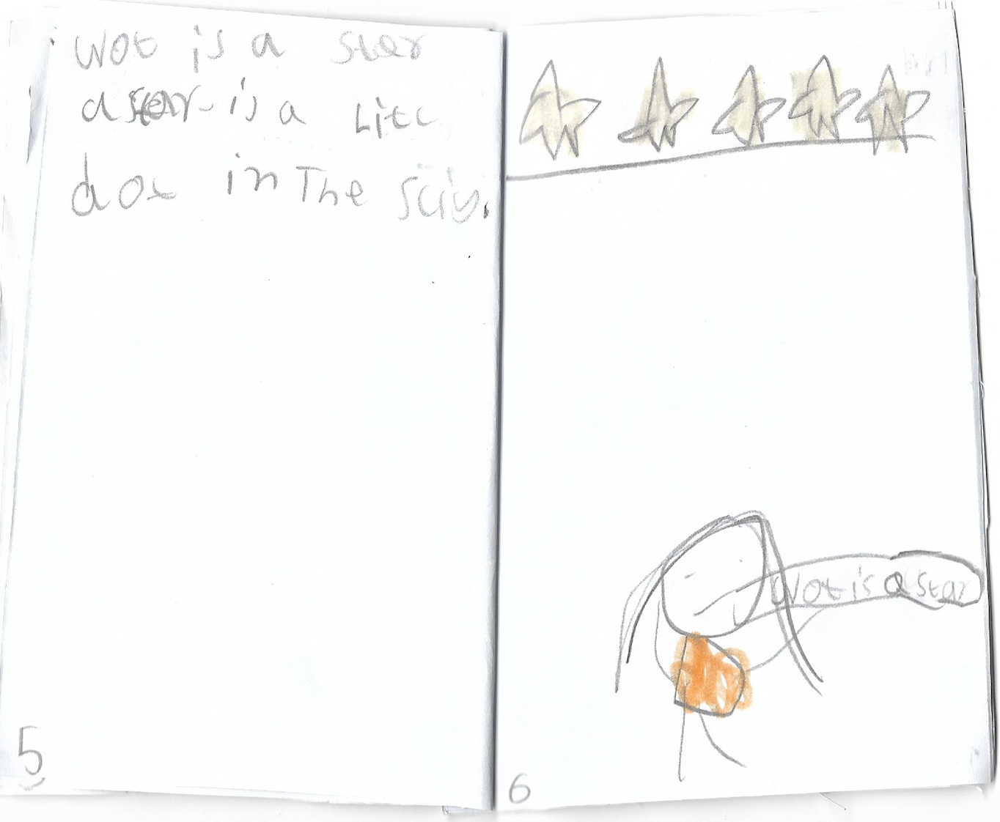 wot is a star
a star is a Litl
dot in The sciy.
5
wot is a star
6